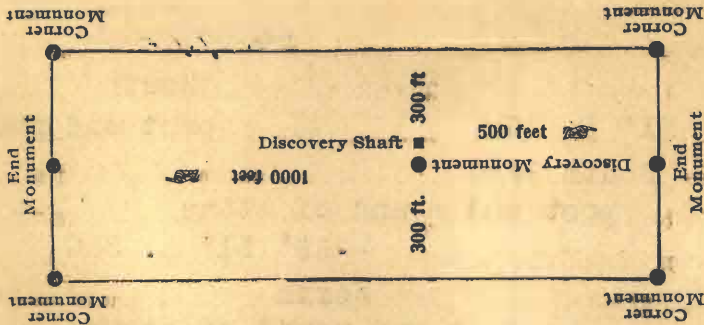 Corner
Monument
Corner
Monument
300 ft
End
Monument
Discovery Shaft
500 feet
1000 feet
Discovery Monument
End
Monument
300 ft.
Corner
Monument
Corner
Monument